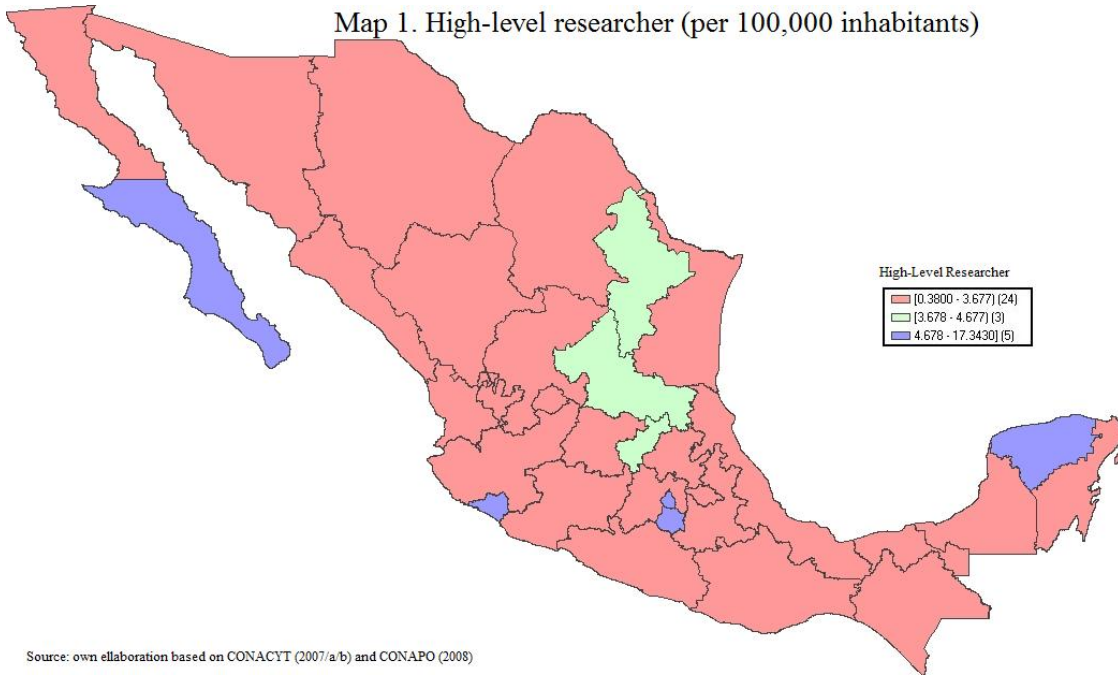 Map 1. High-level researcher (per 100,000 inhabitants)
High-Level Researcher
[0.3800 - 3.677) (24)
[3.678 - 4.677) (3)
4.678 - 17.3430] (5)
Source: own ellaboration based on CONACYT (2007/a/b) and CONAPO (2008)